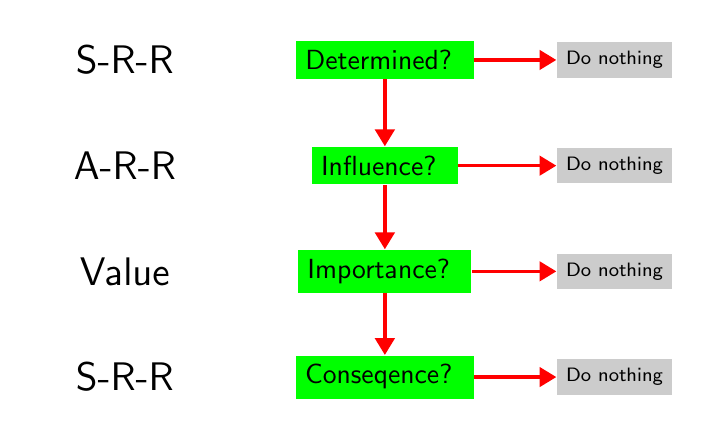 S-R-R Determined? Do nothing
A-R-R Influence? Do nothing
Value Importance? Do nothing
S-R-R Conseqence? Do nothing